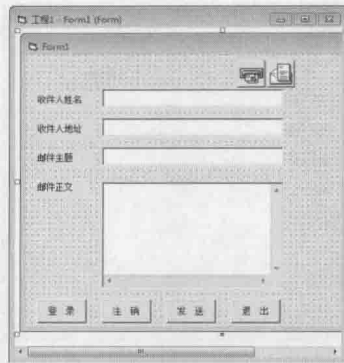 工程1 - Form1 (Form)
Form1
收件人姓名
收件人地址
邮件主题
邮件正文
登 录
注 销
发 送
退 出